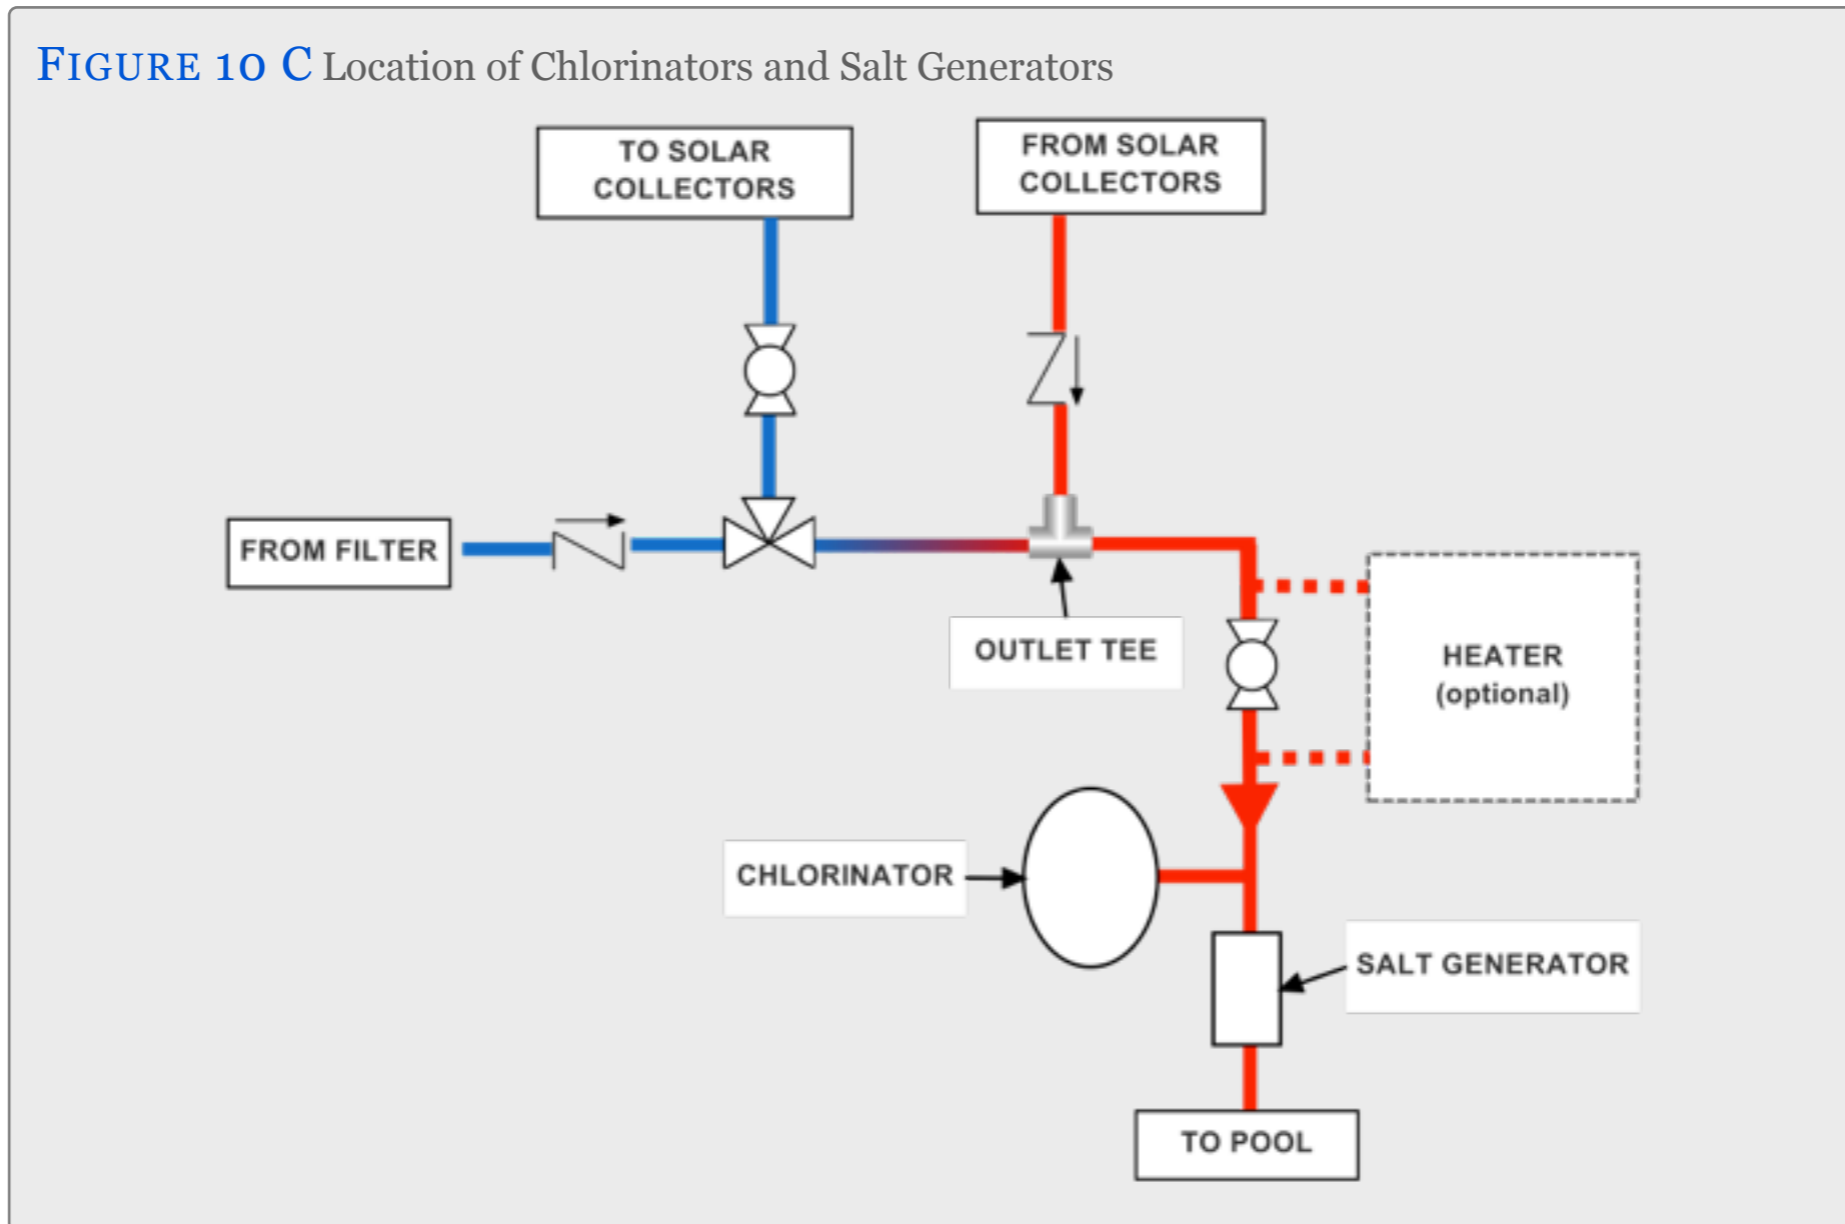 FIGURE 10 C Location of Chlorinators and Salt Generators
TO SOLAR
COLLECTORS
FROM SOLAR
COLLECTORS
FROM FILTER
OUTLET TEE
HEATER
(optional)
CHLORINATOR
SALT GENERATOR
TO POOL